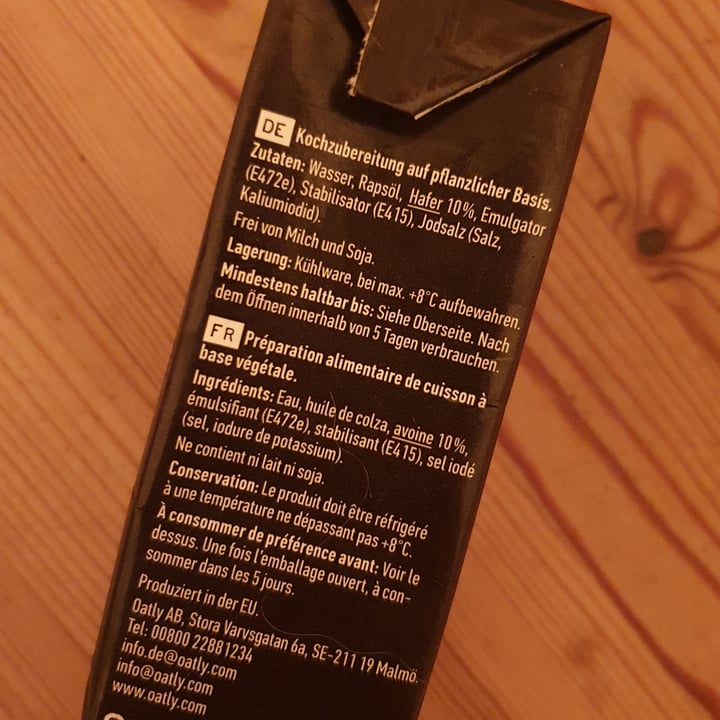 DE Kochzubereitung auf pflanzlicher Basis.
Zutaten: Wasser, Rapsöl, Hafer 10%, Emulgator
(E472e), Stabilisator (E415), Jodsalz (Salz,
Kaliumiodid).
Frei von Milch und Soja.
Lagerung: Kühlware, bei max. +8°C aufbewahren.
Mindestens haltbar bis: Siehe Oberseite. Nach
dem Öffnen innerhalb von 5 Tagen verbrauchen.
FR Préparation alimentaire de cuisson à
base végétale.
Ingrédients: Eau, huile de colza, avoine 10%,
émulsifiant (E472e), stabilisant (E415), sel iodé
(sel, iodure de potassium).
Ne contient ni lait ni soja.
Conservation: Le produit doit être réfrigéré
à une température ne dépassant pas +8°C.
À consommer de préférence avant: Voir le
dessus. Une fois l'emballage ouvert, à con-
sommer dans les 5 jours.
Produziert in der EU.
Oatly AB, Stora Varvsgatan 6a, SE-211 19 Malmö.
Tel: 00800 22881234
info.de@oatly.com
info@oatly.com
www.oatly.com